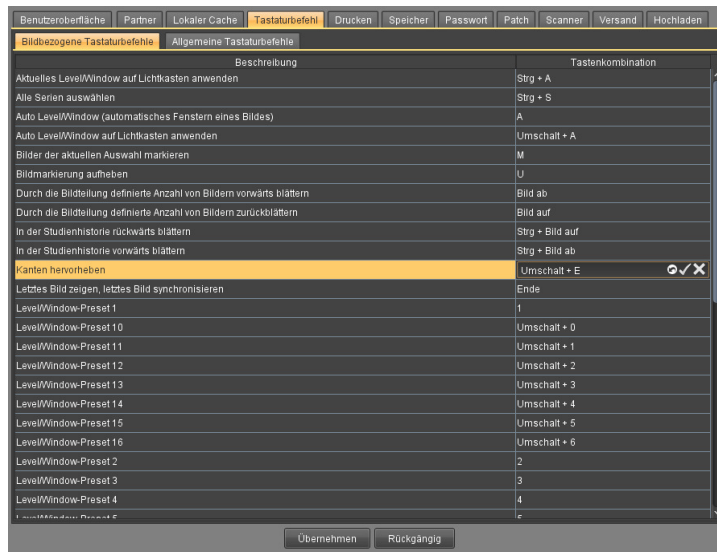 Benutzeroberfläche Partner Lokaler Cache Tastaturbefehl Drucken Speicher Passwort Patch Scanner Versand Hochladen
Bildbezogene Tastaturbefehle Allgemeine Tastaturbefehle
Beschreibung Tastenkombination
Aktuelles Level/Window auf Lichtkasten anwenden Strg + A
Alle Serien auswählen Strg + S
Auto Level/Window (automatisches Fenstern eines Bildes) A
Auto Level/Window auf Lichtkasten anwenden Umschalt + A
Bilder der aktuellen Auswahl markieren M
Bildmarkierung aufheben U
Durch die Bildteilung definierte Anzahl von Bildern vorwärts blättern Bild ab
Durch die Bildteilung definierte Anzahl von Bildern zurückblättern Bild auf
In der Studienhistorie rückwärts blättern Strg + Bild auf
In der Studienhistorie vorwärts blättern Strg + Bild ab
Kanten hervorheben Umschalt + E
Letztes Bild zeigen, letztes Bild synchronisieren Ende
Level/Window-Preset 1 1
Level/Window-Preset 10 Umschalt + 0
Level/Window-Preset 11 Umschalt + 1
Level/Window-Preset 12 Umschalt + 2
Level/Window-Preset 13 Umschalt + 3
Level/Window-Preset 14 Umschalt + 4
Level/Window-Preset 15 Umschalt + 5
Level/Window-Preset 16 Umschalt + 6
Level/Window-Preset 2 2
Level/Window-Preset 3 3
Level/Window-Preset 4 4
Level/Window-Preset 5 5
Übernehmen Rückgängig